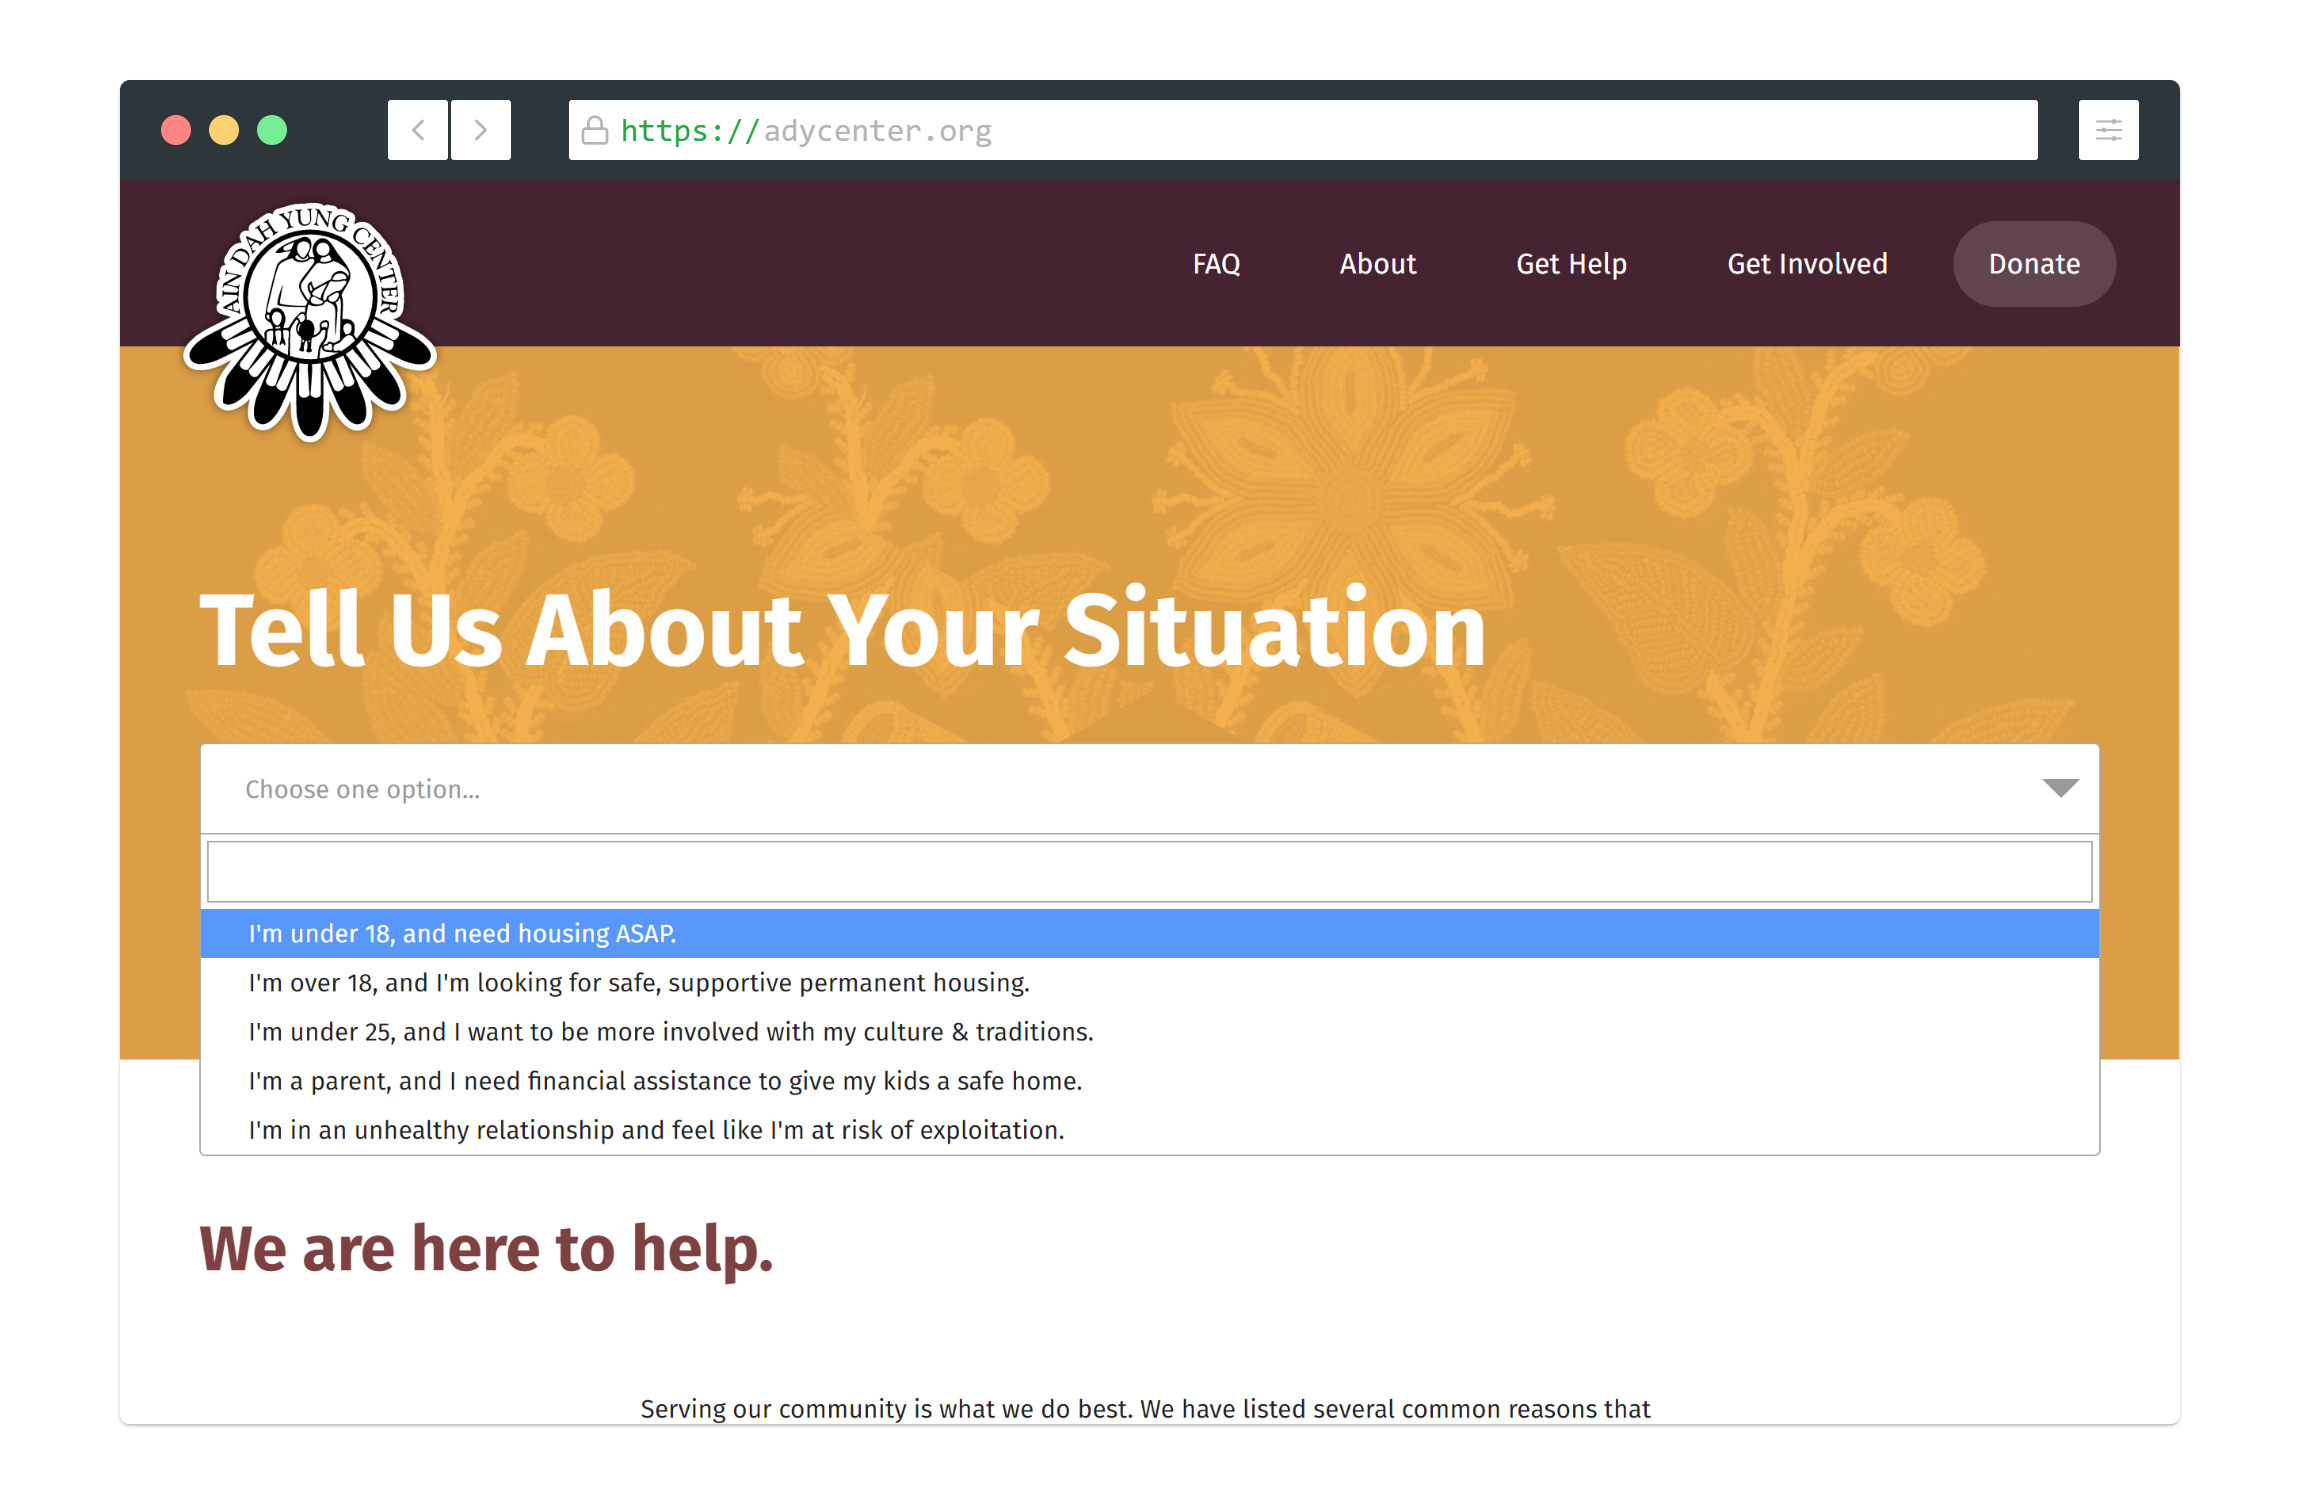 https://adycenter.org
AIN DAH YUNG CENTER
FAQ About Get Help Get Involved Donate
Tell Us About Your Situation
Choose one option...
I'm under 18, and need housing ASAP.
I'm over 18, and I'm looking for safe, supportive permanent housing.
I'm under 25, and I want to be more involved with my culture & traditions.
I'm a parent, and I need financial assistance to give my kids a safe home.
I'm in an unhealthy relationship and feel like I'm at risk of exploitation.
We are here to help.
Serving our community is what we do best. We have listed several common reasons that